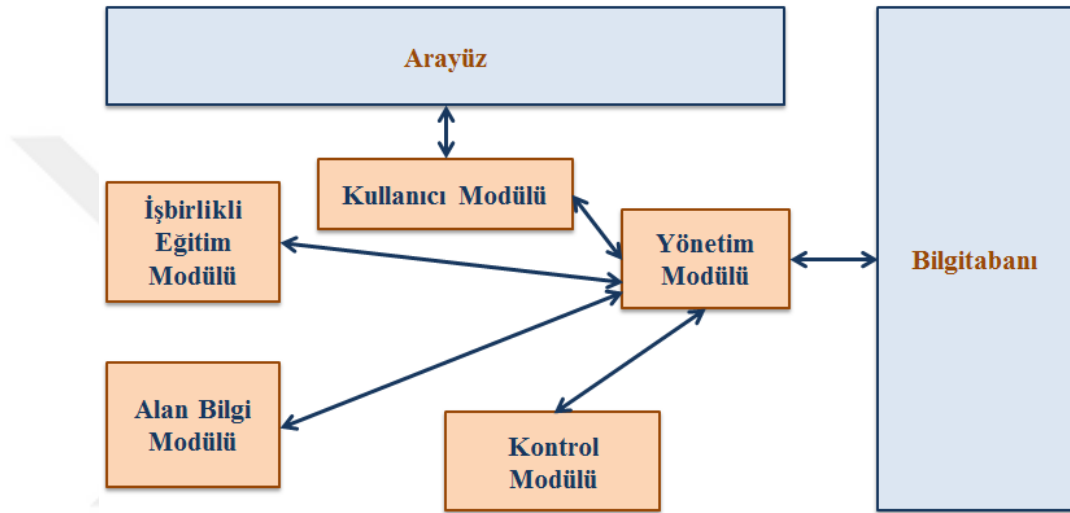 Arayüz
Kullanıcı Modülü
İşbirlikli
Eğitim
Modülü
Yönetim
Modülü
Bilgitabanı
Alan Bilgi
Modülü
Kontrol
Modülü